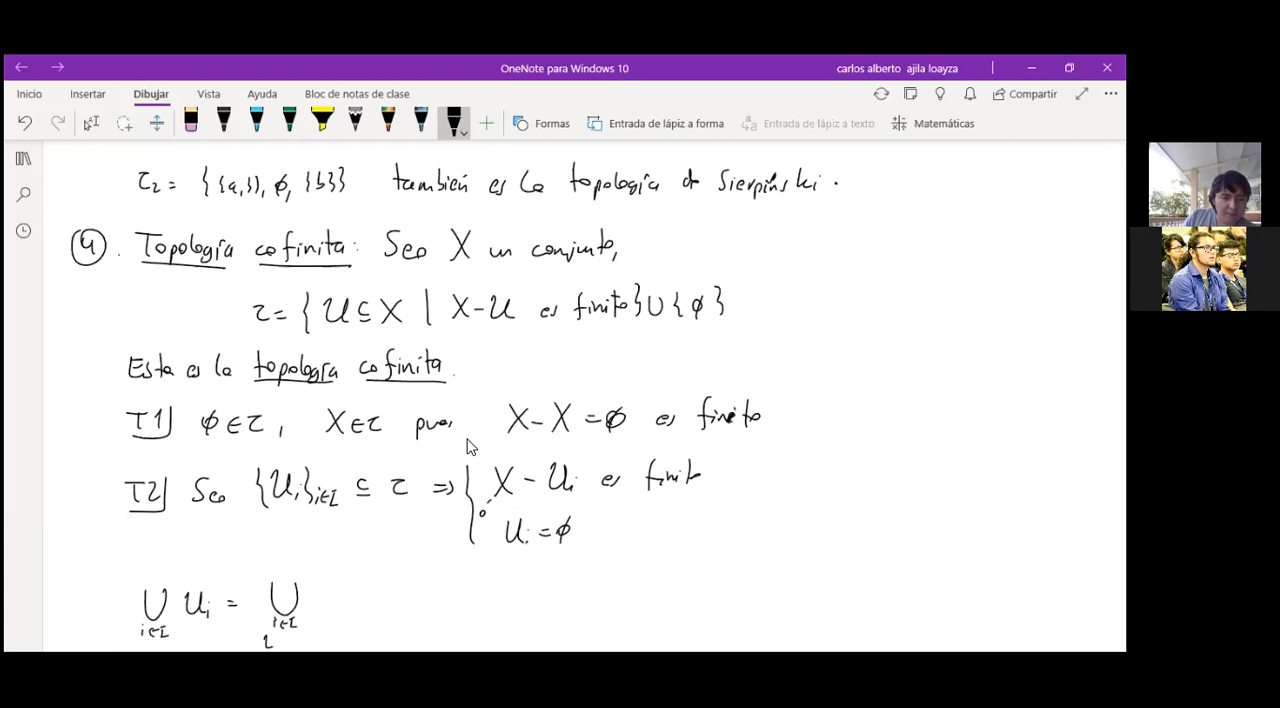 OneNote para Windows 10
carlos alberto ajila loayza
Inicio Insertar Dibujar Vista Ayuda Bloc de notas de clase
Compartir
Formas Entrada de lápiz a forma Entrada de lápiz a texto Matemáticas
τ₂ = {{a,b}, ϕ, {b}} también es la topología de Sierpinski.
④. Topología cofinita: Sea X un conjunto,
τ = {U ⊆ X | X - U es finito} ∪ {ϕ}
Esta es la topología cofinita.
T1] ϕ ∈ τ, X ∈ τ pues X - X = ϕ es finito
T2] Sea {Uᵢ}ᵢ∈I ⊆ τ ⇒ { X - Uᵢ es finito
o
Uᵢ = ϕ
⋃ Uᵢ = ⋃
i∈I i∈I